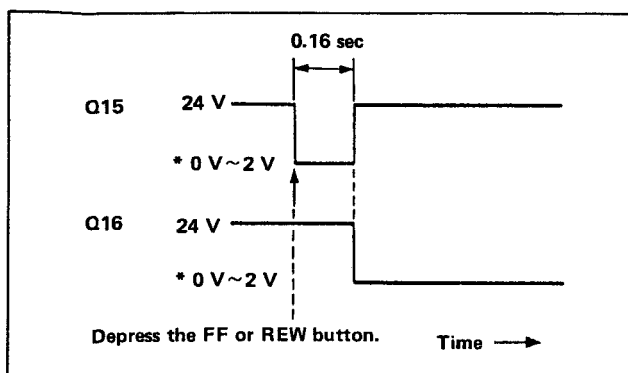 0.16 sec
Q15 24 V
* 0 V~2 V
Q16 24 V
* 0 V~2 V
Depress the FF or REW button. Time